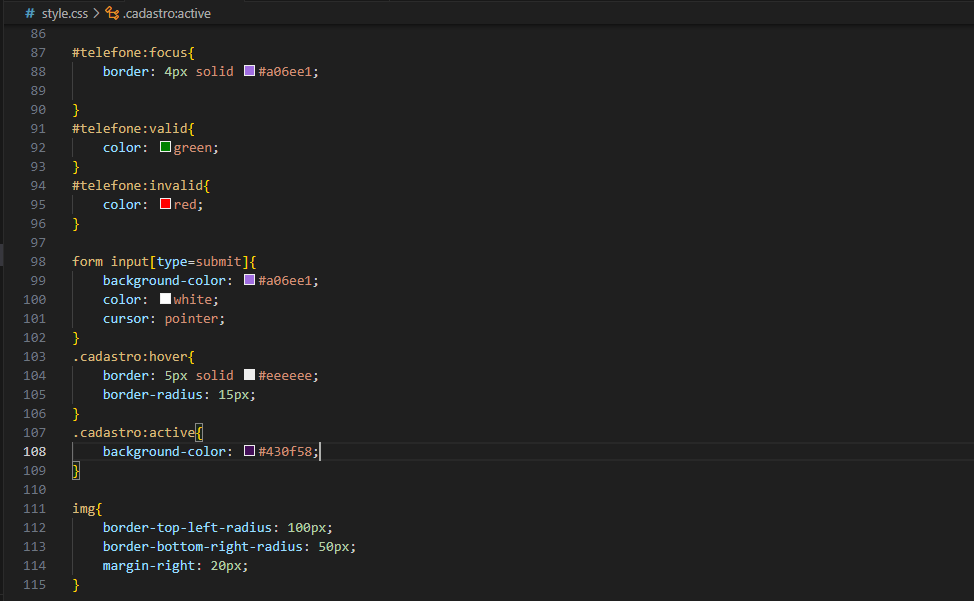 # style.css > .cadastro:active
86
87 #telefone:focus{
88     border: 4px solid #a06ee1;
89
90 }
91 #telefone:valid{
92     color: green;
93 }
94 #telefone:invalid{
95     color: red;
96 }
97
98 form input[type=submit]{
99     background-color: #a06ee1;
100     color: white;
101     cursor: pointer;
102 }
103 .cadastro:hover{
104     border: 5px solid #eeeeee;
105     border-radius: 15px;
106 }
107 .cadastro:active{
108     background-color: #430f58;
109 }
110
111 img{
112     border-top-left-radius: 100px;
113     border-bottom-right-radius: 50px;
114     margin-right: 20px;
115 }